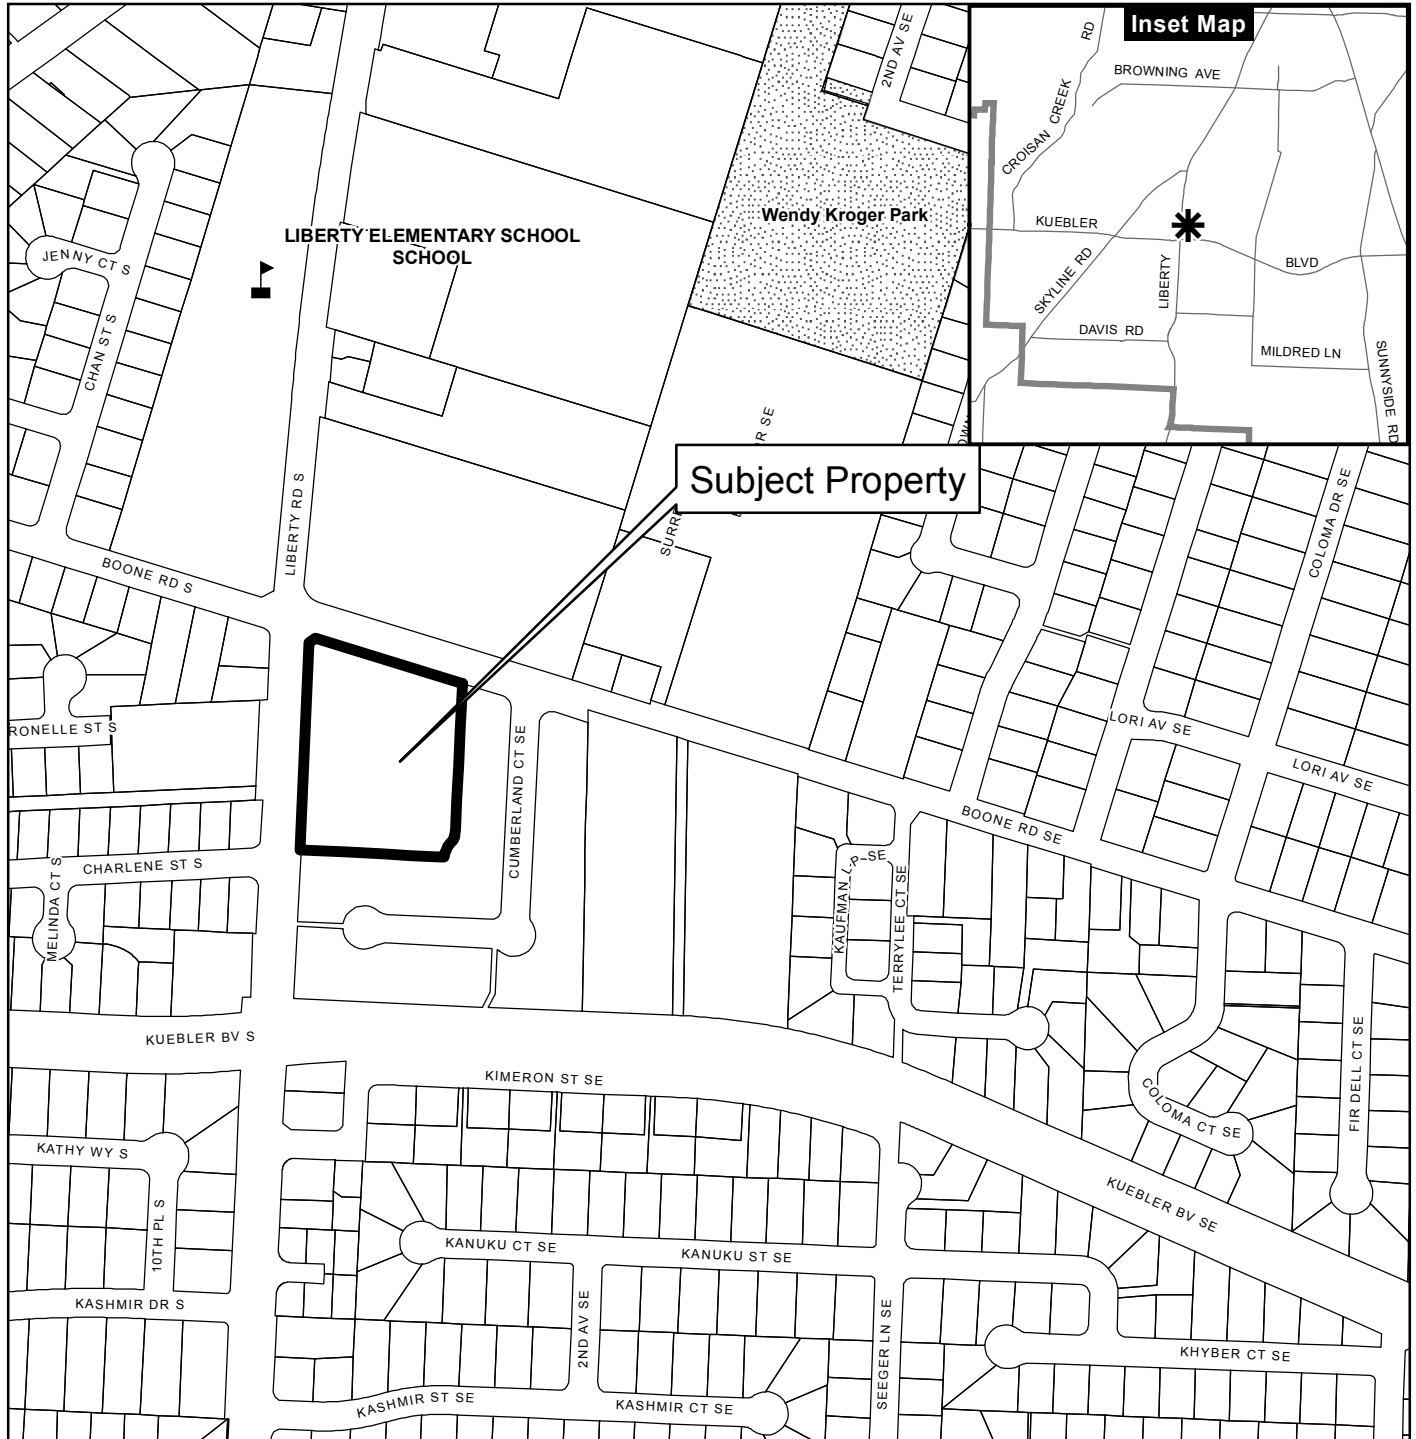 Inset Map
RD
BROWNING AVE
CROISAN CREEK
KUEBLER
BLVD
SKYLINE RD
LIBERTY
DAVIS RD
MILDRED LN
SUNNYSIDE RD
2ND AV SE
Wendy Kroger Park
LIBERTY ELEMENTARY SCHOOL
SCHOOL
JENNY CT S
CHAN ST S
LIBERTY RD S
BOONE RD S
Subject Property
R SE
SURRE
OWN
COLOMA DR SE
RONELLE ST S
CUMBERLAND CT SE
LORI AV SE
LORI AV SE
BOONE RD SE
CHARLENE ST S
MELINDA CT S
KAUFMAN LP SE
TERRYLEE CT SE
KUEBLER BV S
KIMERON ST SE
COLOMA CT SE
FIR DELL CT SE
KATHY WY S
10TH PL S
KUEBLER BV SE
KANUKU CT SE
KANUKU ST SE
KASHMIR DR S
2ND AV SE
SEEGER LN SE
KHYBER CT SE
KASHMIR ST SE
KASHMIR CT SE